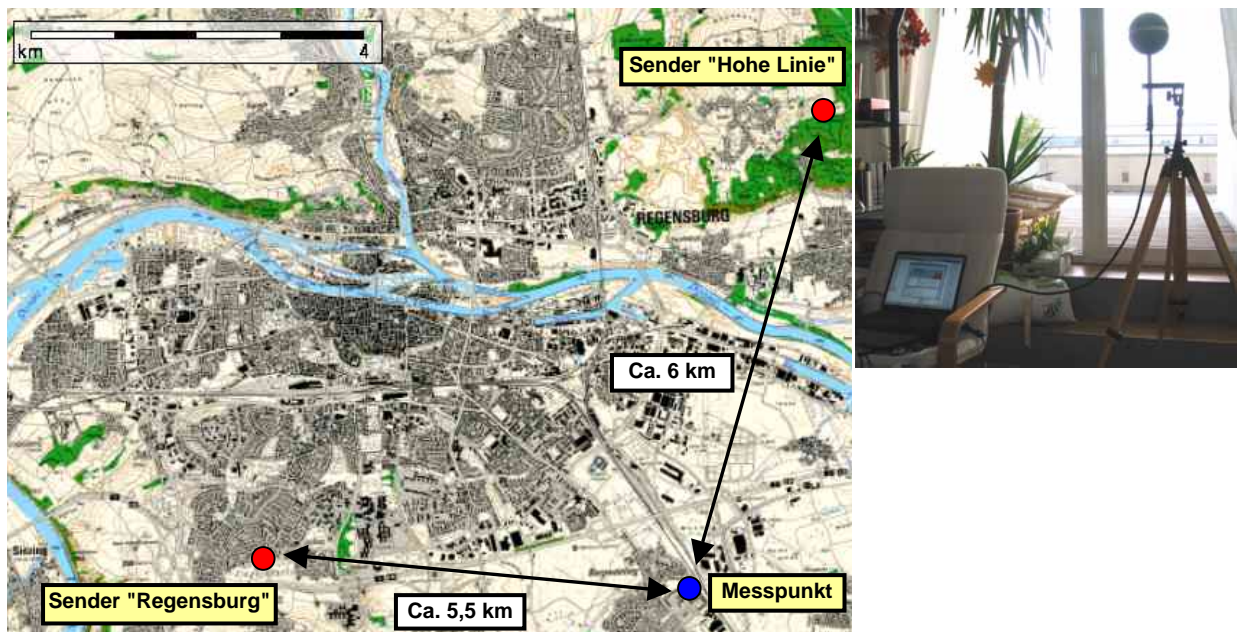 km
4
Sender "Hohe Linie"
REGENSBURG
Ca. 6 km
Sender "Regensburg"
Ca. 5,5 km
Messpunkt